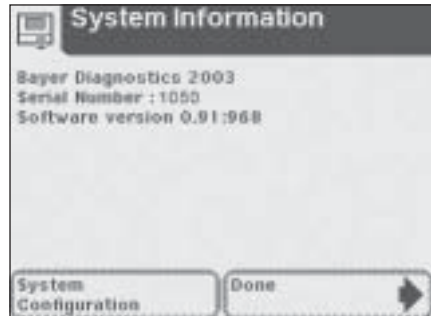 System Information
Bayer Diagnostics 2003
Serial Number : 1050
Software version 0.91:968
System
Configuration
Done